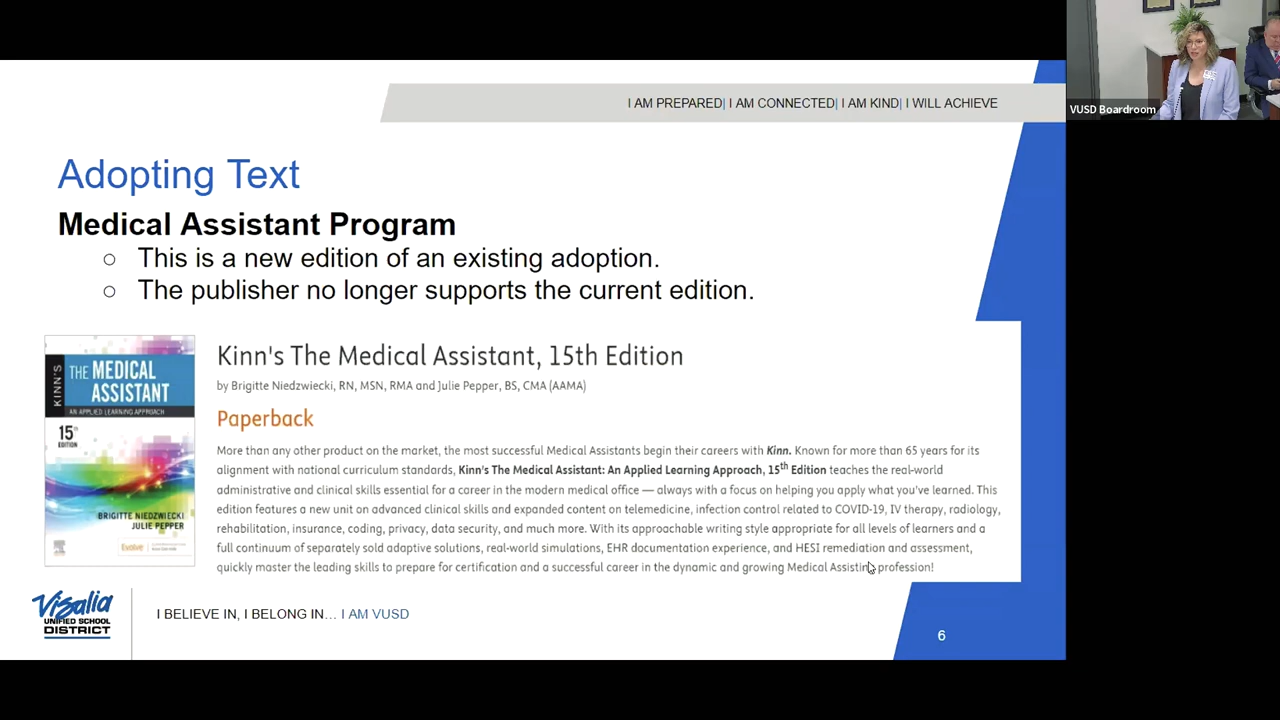 I AM PREPARED| I AM CONNECTED| I AM KIND| I WILL ACHIEVE
VUSD Boardroom
Adopting Text
Medical Assistant Program
○ This is a new edition of an existing adoption.
○ The publisher no longer supports the current edition.
KINN'S
THE MEDICAL
ASSISTANT
AN APPLIED LEARNING APPROACH
15TH
EDITION
BRIGITTE NIEDZWIECKI
JULIE PEPPER
Evolve
Kinn's The Medical Assistant, 15th Edition
by Brigitte Niedzwiecki, RN, MSN, RMA and Julie Pepper, BS, CMA (AAMA)
Paperback
More than any other product on the market, the most successful Medical Assistants begin their careers with Kinn. Known for more than 65 years for its
alignment with national curriculum standards, Kinn's The Medical Assistant: An Applied Learning Approach, 15th Edition teaches the real-world
administrative and clinical skills essential for a career in the modern medical office — always with a focus on helping you apply what you've learned. This
edition features a new unit on advanced clinical skills and expanded content on telemedicine, infection control related to COVID-19, IV therapy, radiology,
rehabilitation, insurance, coding, privacy, data security, and much more. With its approachable writing style appropriate for all levels of learners and a
full continuum of separately sold adaptive solutions, real-world simulations, EHR documentation experience, and HESI remediation and assessment,
quickly master the leading skills to prepare for certification and a successful career in the dynamic and growing Medical Assisting profession!
Visalia
UNIFIED SCHOOL
DISTRICT
I BELIEVE IN, I BELONG IN... I AM VUSD
6